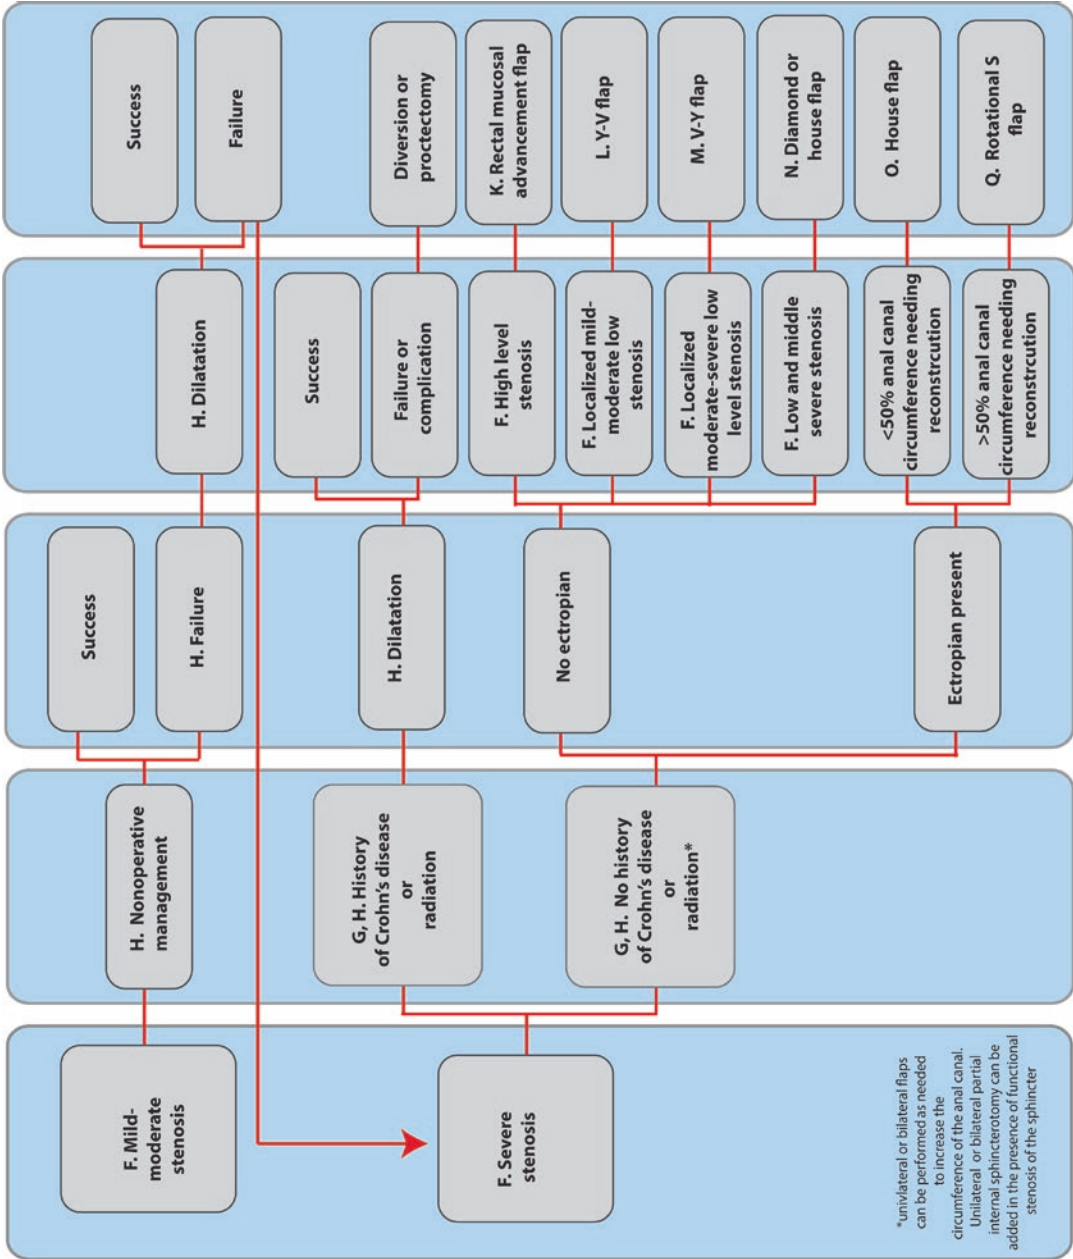 F. Mild-
moderate
stenosis
F. Severe
stenosis
*univlateral or bilateral flaps
can be performed as needed
to increase the
circumference of the anal canal.
Unilateral or bilateral partial
internal sphincterotomy can be
added in the presence of functional
stenosis of the sphincter
H. Nonoperative
management
G, H. History
of Crohn's disease
or
radiation
G, H. No history
of Crohn's disease
or
radiation*
Success
H. Failure
H. Dilatation
No ectropian
Ectropian present
H. Dilatation
Success
Failure or
complication
F. High level
stenosis
F. Localized mild-
moderate low
stenosis
F. Localized
moderate-severe low
level stenosis
F. Low and middle
severe stenosis
<50% anal canal
circumference needing
reconstrcution
>50% anal canal
circumference needing
reconstrcution
Success
Failure
Diversion or
proctectomy
K. Rectal mucosal
advancement flap
L. Y-V flap
M. V-Y flap
N. Diamond or
house flap
O. House flap
Q. Rotational S
flap